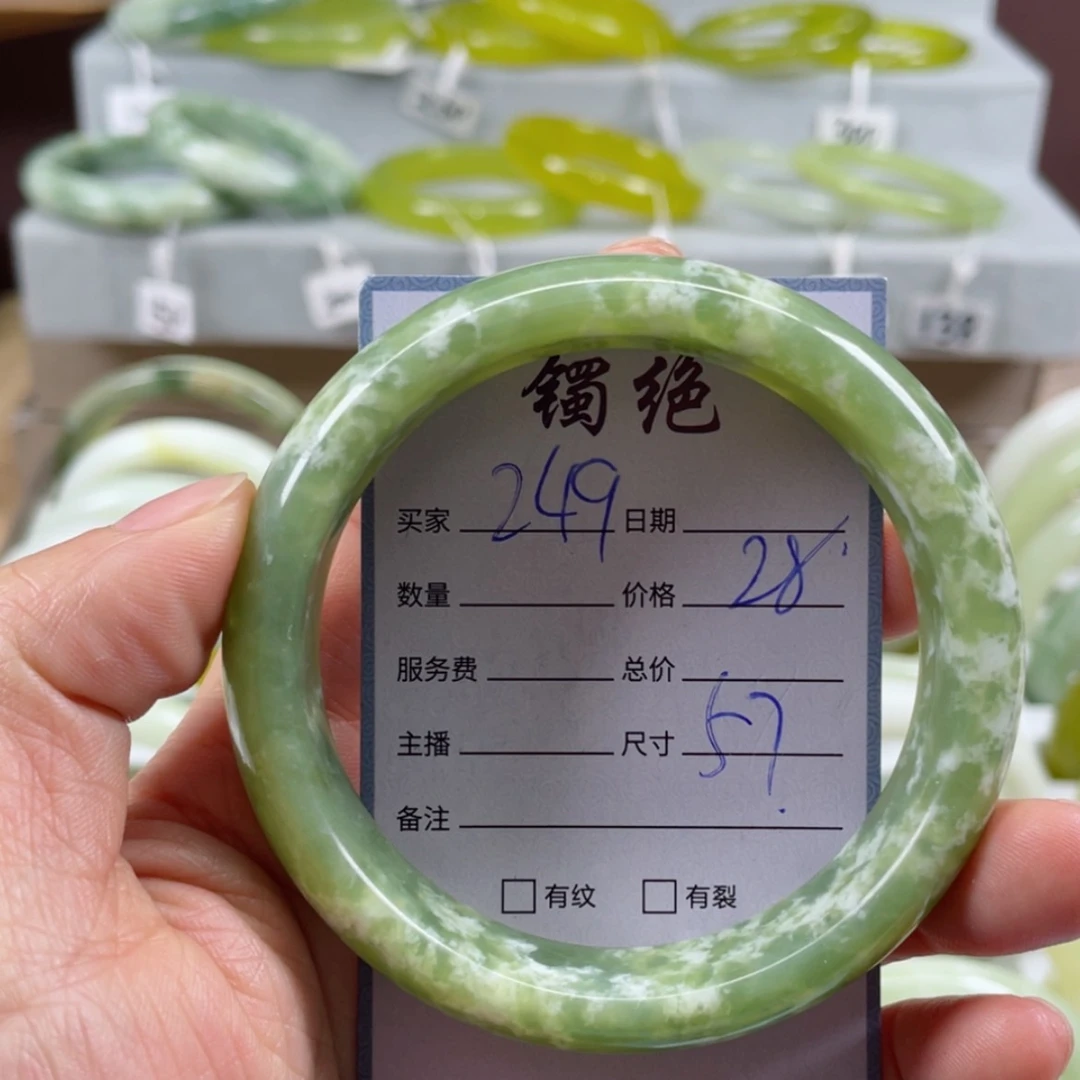 130
镯绝
买家 249 日期
数量 价格 28
服务费 总价
主播 尺寸 57
备注
□有纹 □有裂